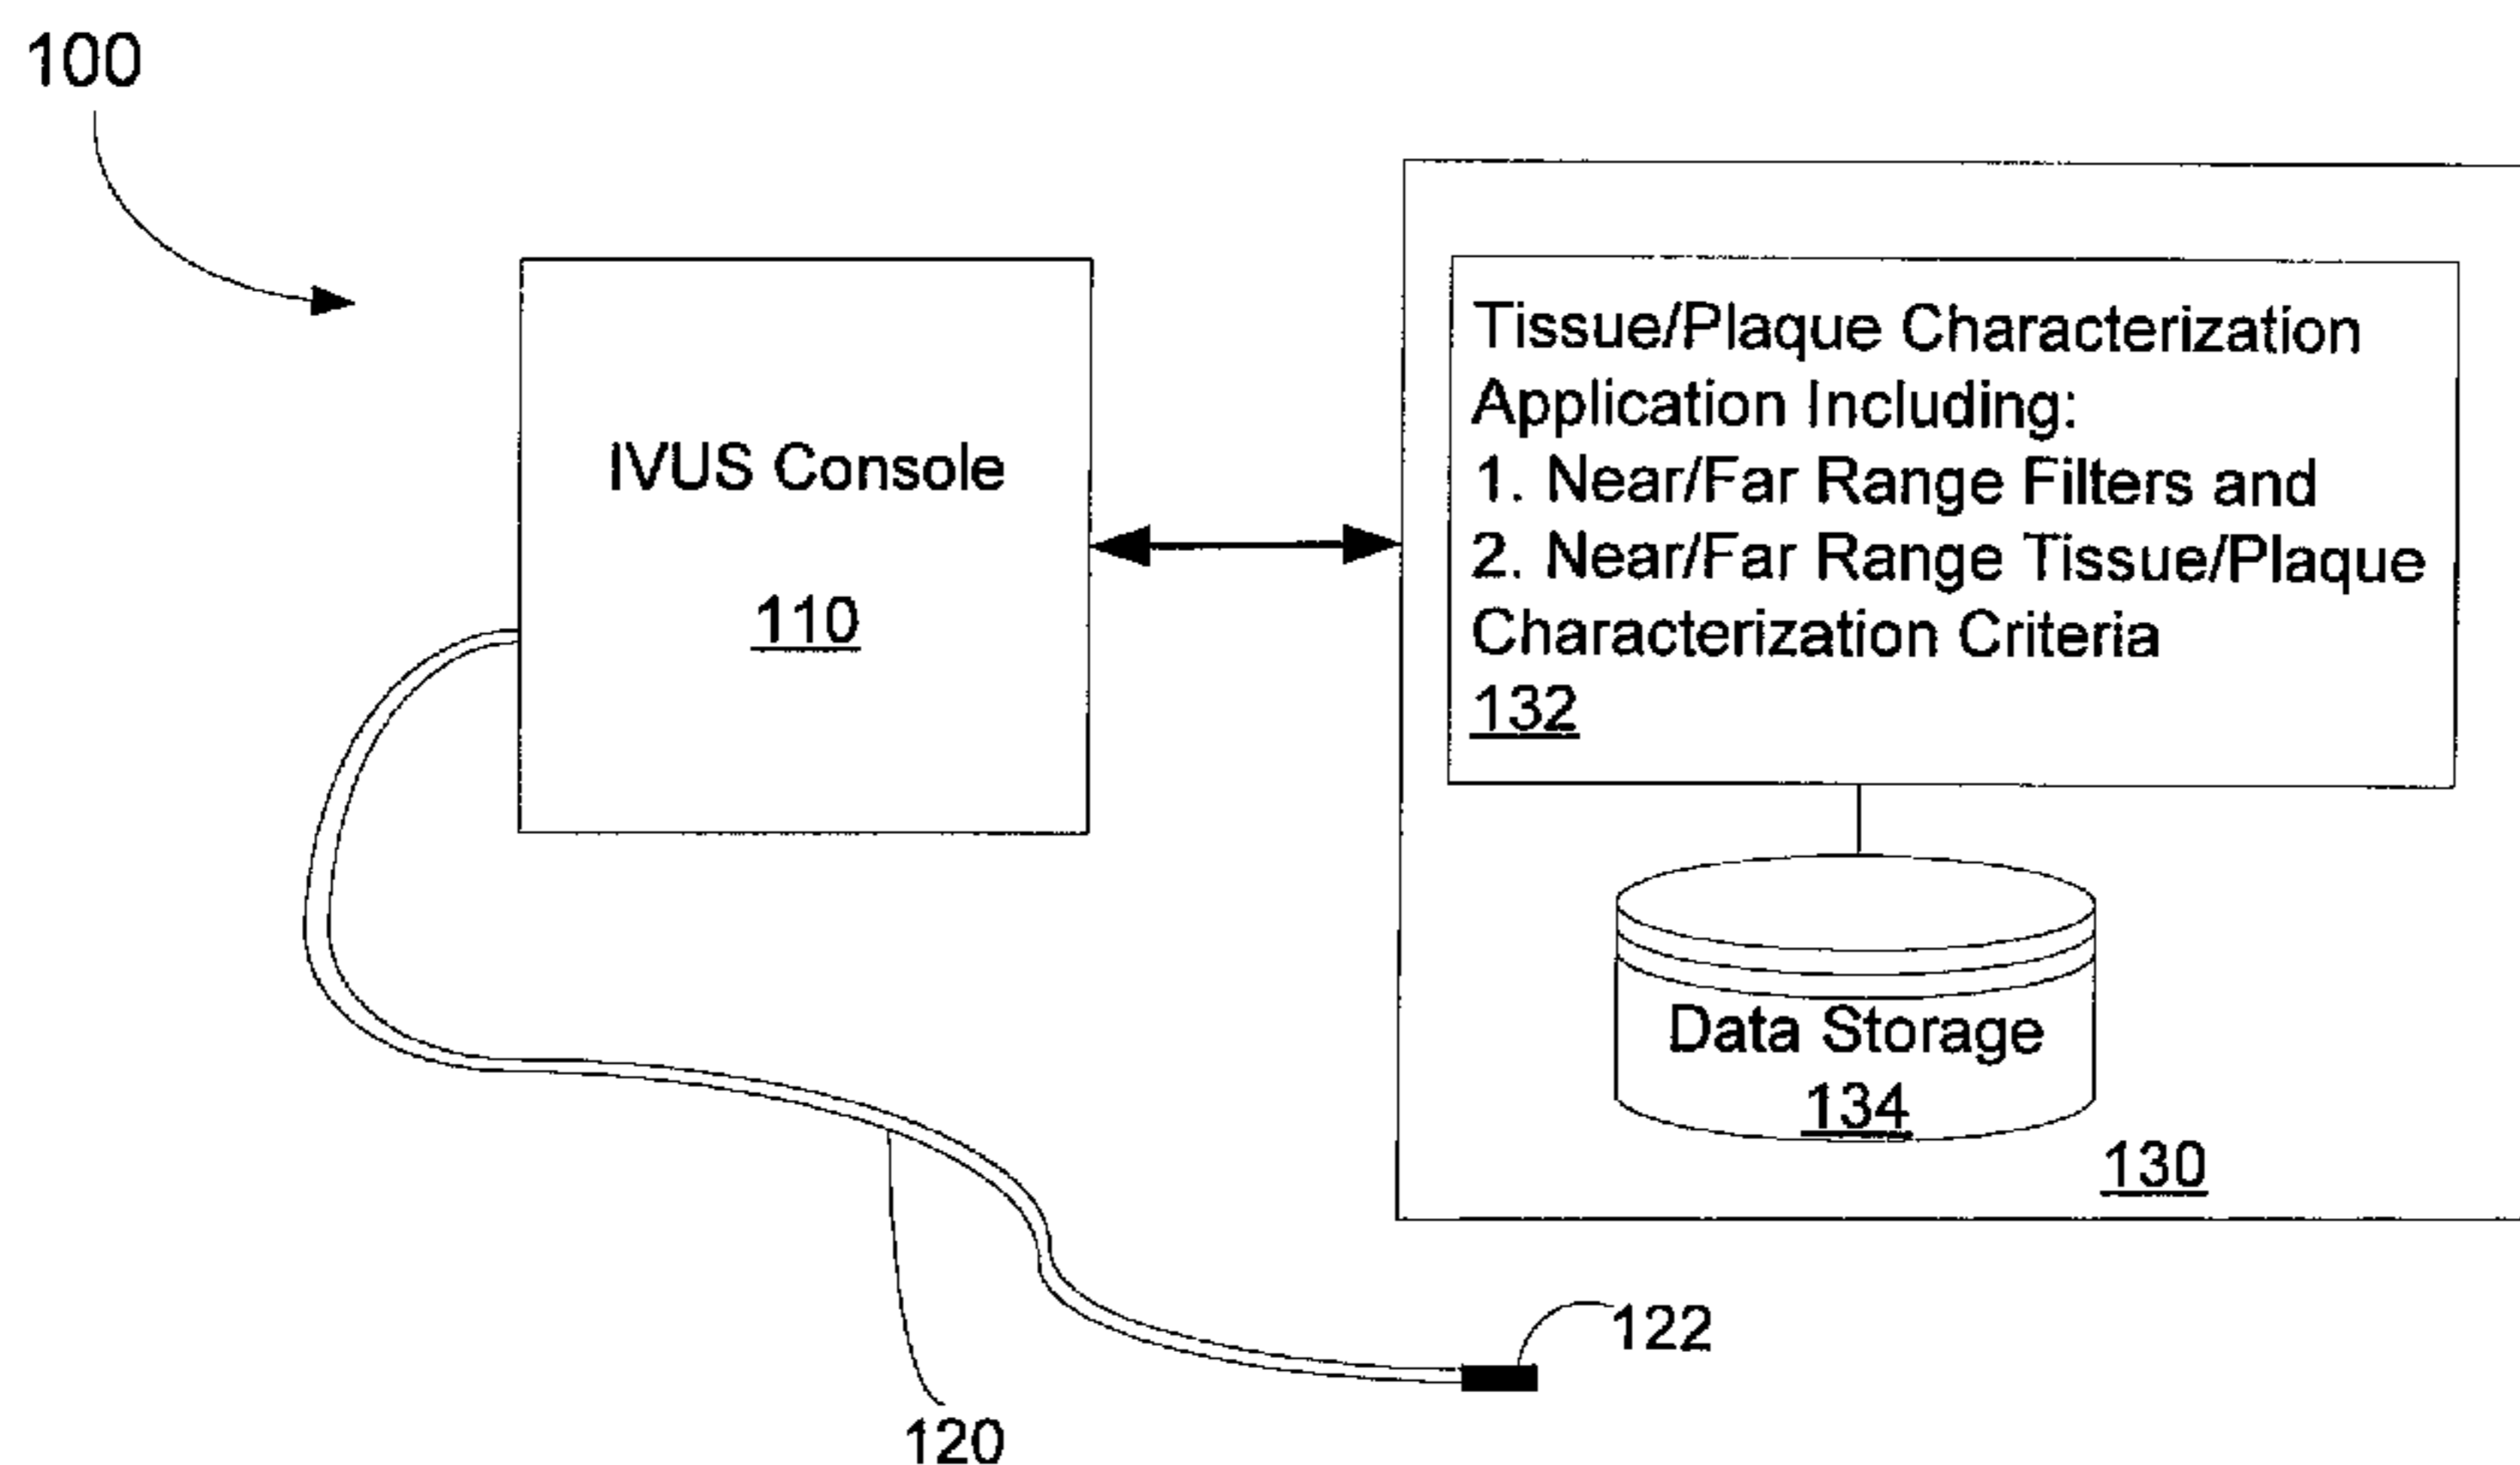 100
IVUS Console
110
Tissue/Plaque Characterization
Application Including:
1. Near/Far Range Filters and
2. Near/Far Range Tissue/Plaque
Characterization Criteria
132
Data Storage
134
130
122
120